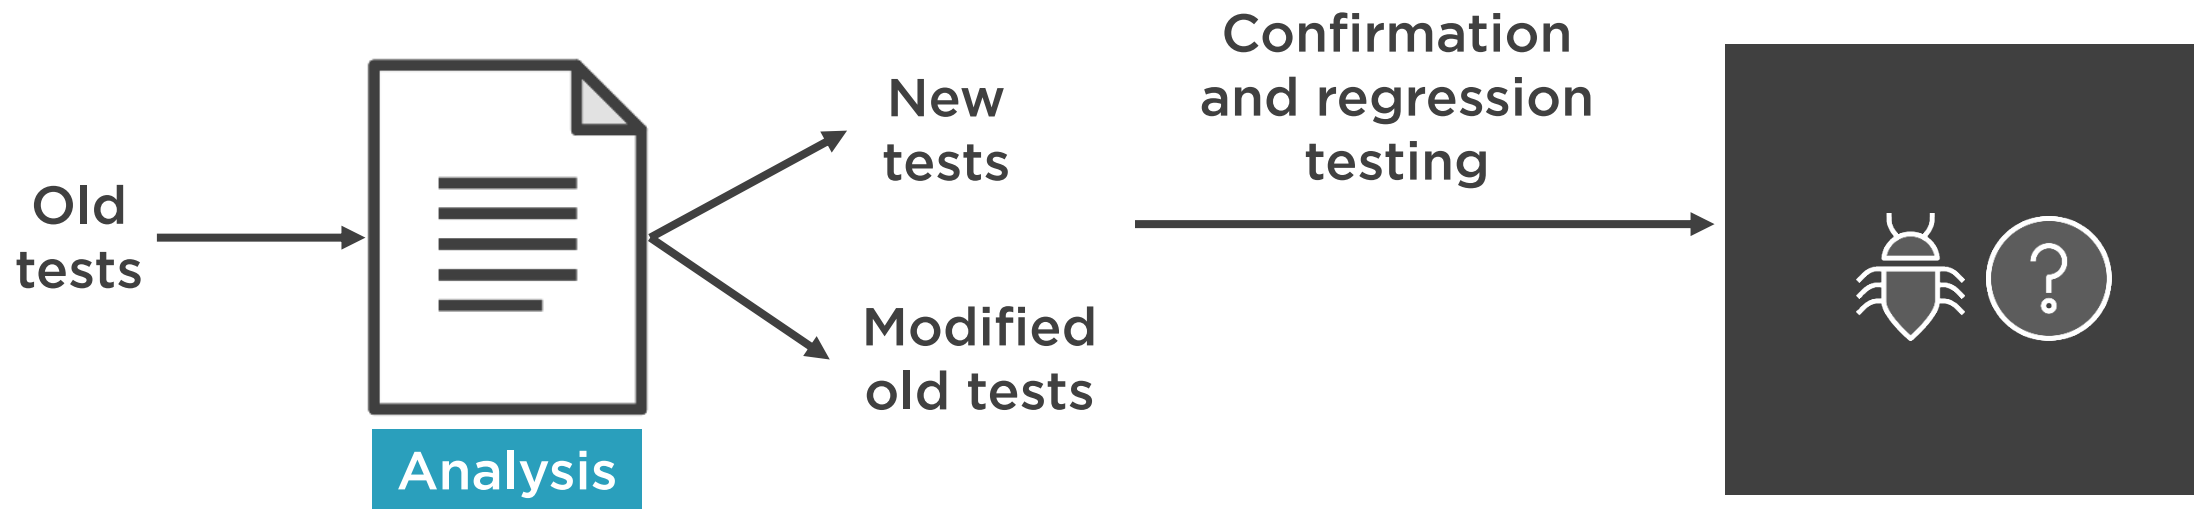 Old
tests
Analysis
New
tests
Modified
old tests
Confirmation
and regression
testing
?